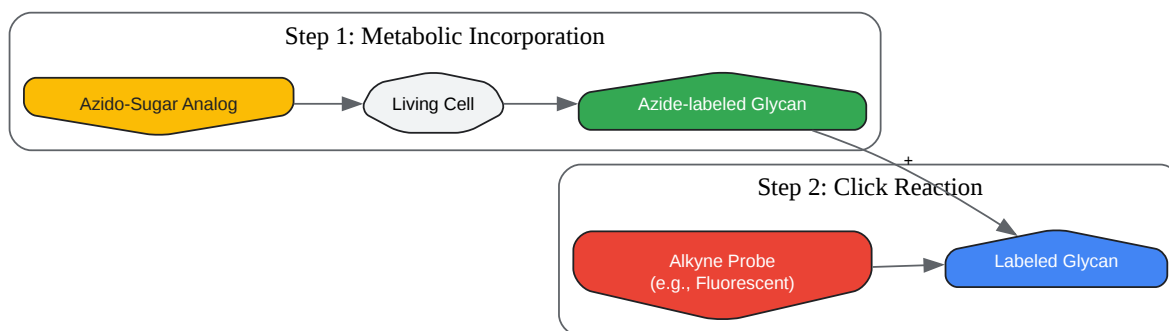 Step 1: Metabolic Incorporation
Azido-Sugar Analog
Living Cell
Azide-labeled Glycan
+
Step 2: Click Reaction
Alkyne Probe
(e.g., Fluorescent)
Labeled Glycan